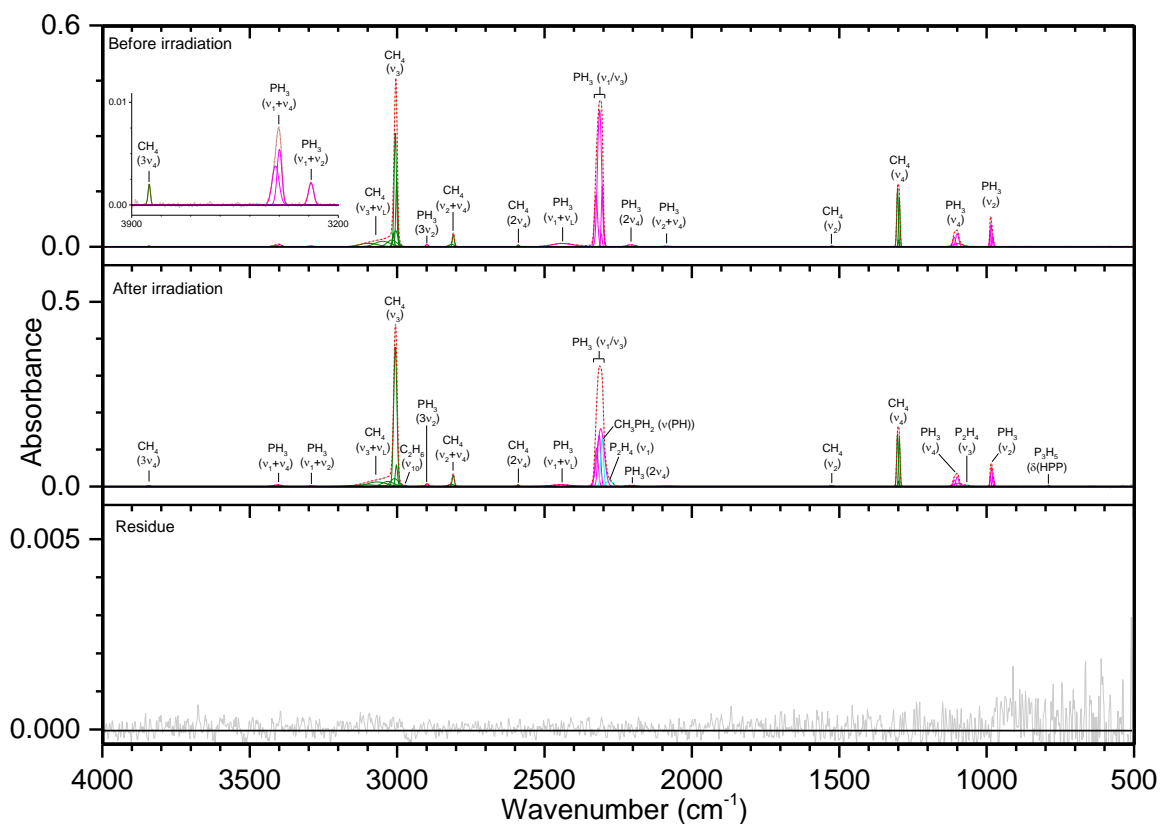 0.6
Before irradiation
CH₄
(ν₃)
PH₃ (ν₁/ν₃)
0.01
PH₃
(ν₁+ν₄)
CH₄
(3ν₄)
PH₃
(ν₁+ν₂)
0.00
3900
3200
CH₄
(ν₃+ν_L)
PH₃
(3ν₂)
CH₄
(ν₂+ν₄)
CH₄
(2ν₄)
PH₃
(ν₁+ν_L)
PH₃
(2ν₄)
PH₃
(ν₂+ν₄)
CH₄
(ν₂)
CH₄
(ν₄)
PH₃
(ν₄)
PH₃
(ν₂)
0.0
After irradiation
0.5
CH₄
(ν₃)
PH₃ (ν₁/ν₃)
CH₄
(3ν₄)
PH₃
(ν₁+ν₄)
PH₃
(ν₁+ν₂)
CH₄
(ν₃+ν_L)
C₂H₆
(ν₁₀)
PH₃
(3ν₂)
CH₄
(ν₂+ν₄)
CH₄
(2ν₄)
PH₃
(ν₁+ν_L)
CH₃PH₂ (ν(PH))
P₂H₄ (ν₁)
PH₃ (2ν₄)
CH₄
(ν₂)
CH₄
(ν₄)
PH₃
(ν₄)
P₂H₄
(ν₃)
PH₃
(ν₂)
P₃H₅
(δ(HPP)
0.0
Absorbance
Residue
0.005
0.000
4000 3500 3000 2500 2000 1500 1000 500
Wavenumber (cm⁻¹)